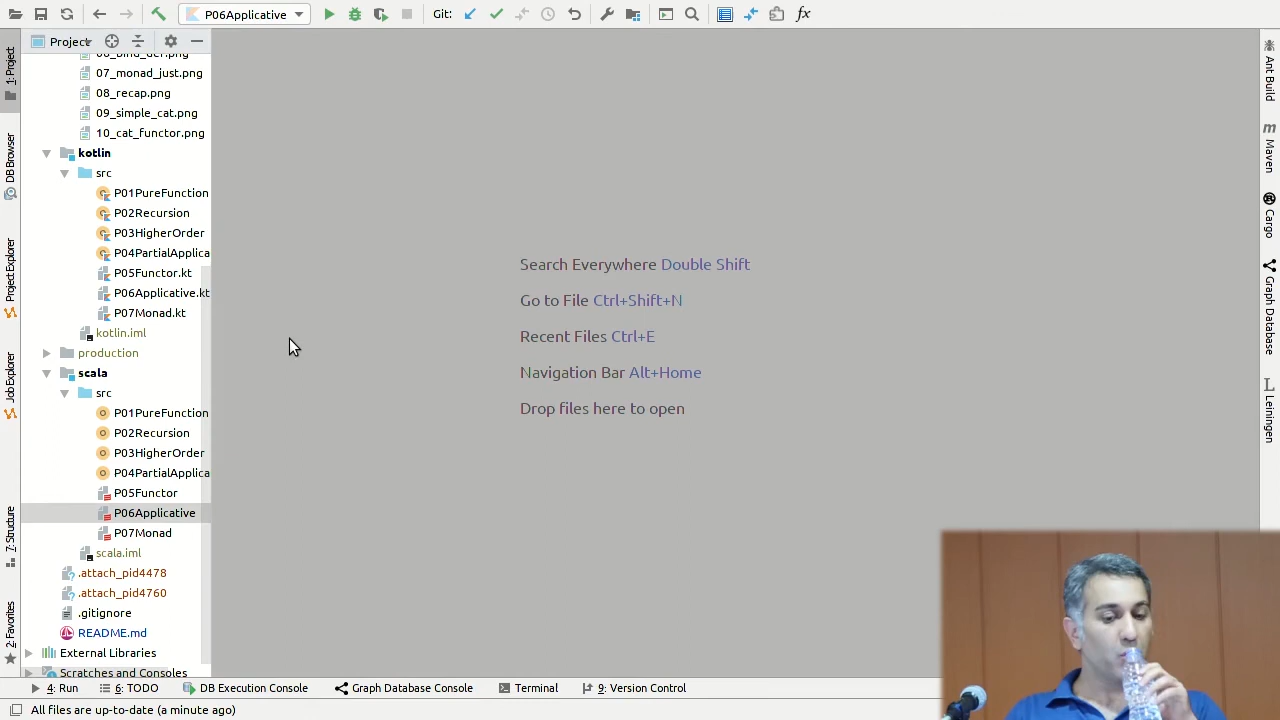 P06Applicative
Git:
fx
Project
06_bind_def.png
07_monad_just.png
08_recap.png
09_simple_cat.png
10_cat_functor.png
kotlin
src
P01PureFunction
P02Recursion
P03HigherOrder
P04PartialApplica
P05Functor.kt
P06Applicative.kt
P07Monad.kt
kotlin.iml
production
scala
src
P01PureFunction
P02Recursion
P03HigherOrder
P04PartialApplica
P05Functor
P06Applicative
P07Monad
scala.iml
.attach_pid4478
.attach_pid4760
.gitignore
README.md
External Libraries
Scratches and Consoles
1: Project
DB Browser
Project Explorer
Job Explorer
7: Structure
2: Favorites
Search Everywhere Double Shift
Go to File Ctrl+Shift+N
Recent Files Ctrl+E
Navigation Bar Alt+Home
Drop files here to open
Ant Build
m
Maven
Cargo
Graph Database
L
Leiningen
4: Run
6: TODO
DB Execution Console
Graph Database Console
Terminal
9: Version Control
All files are up-to-date (a minute ago)